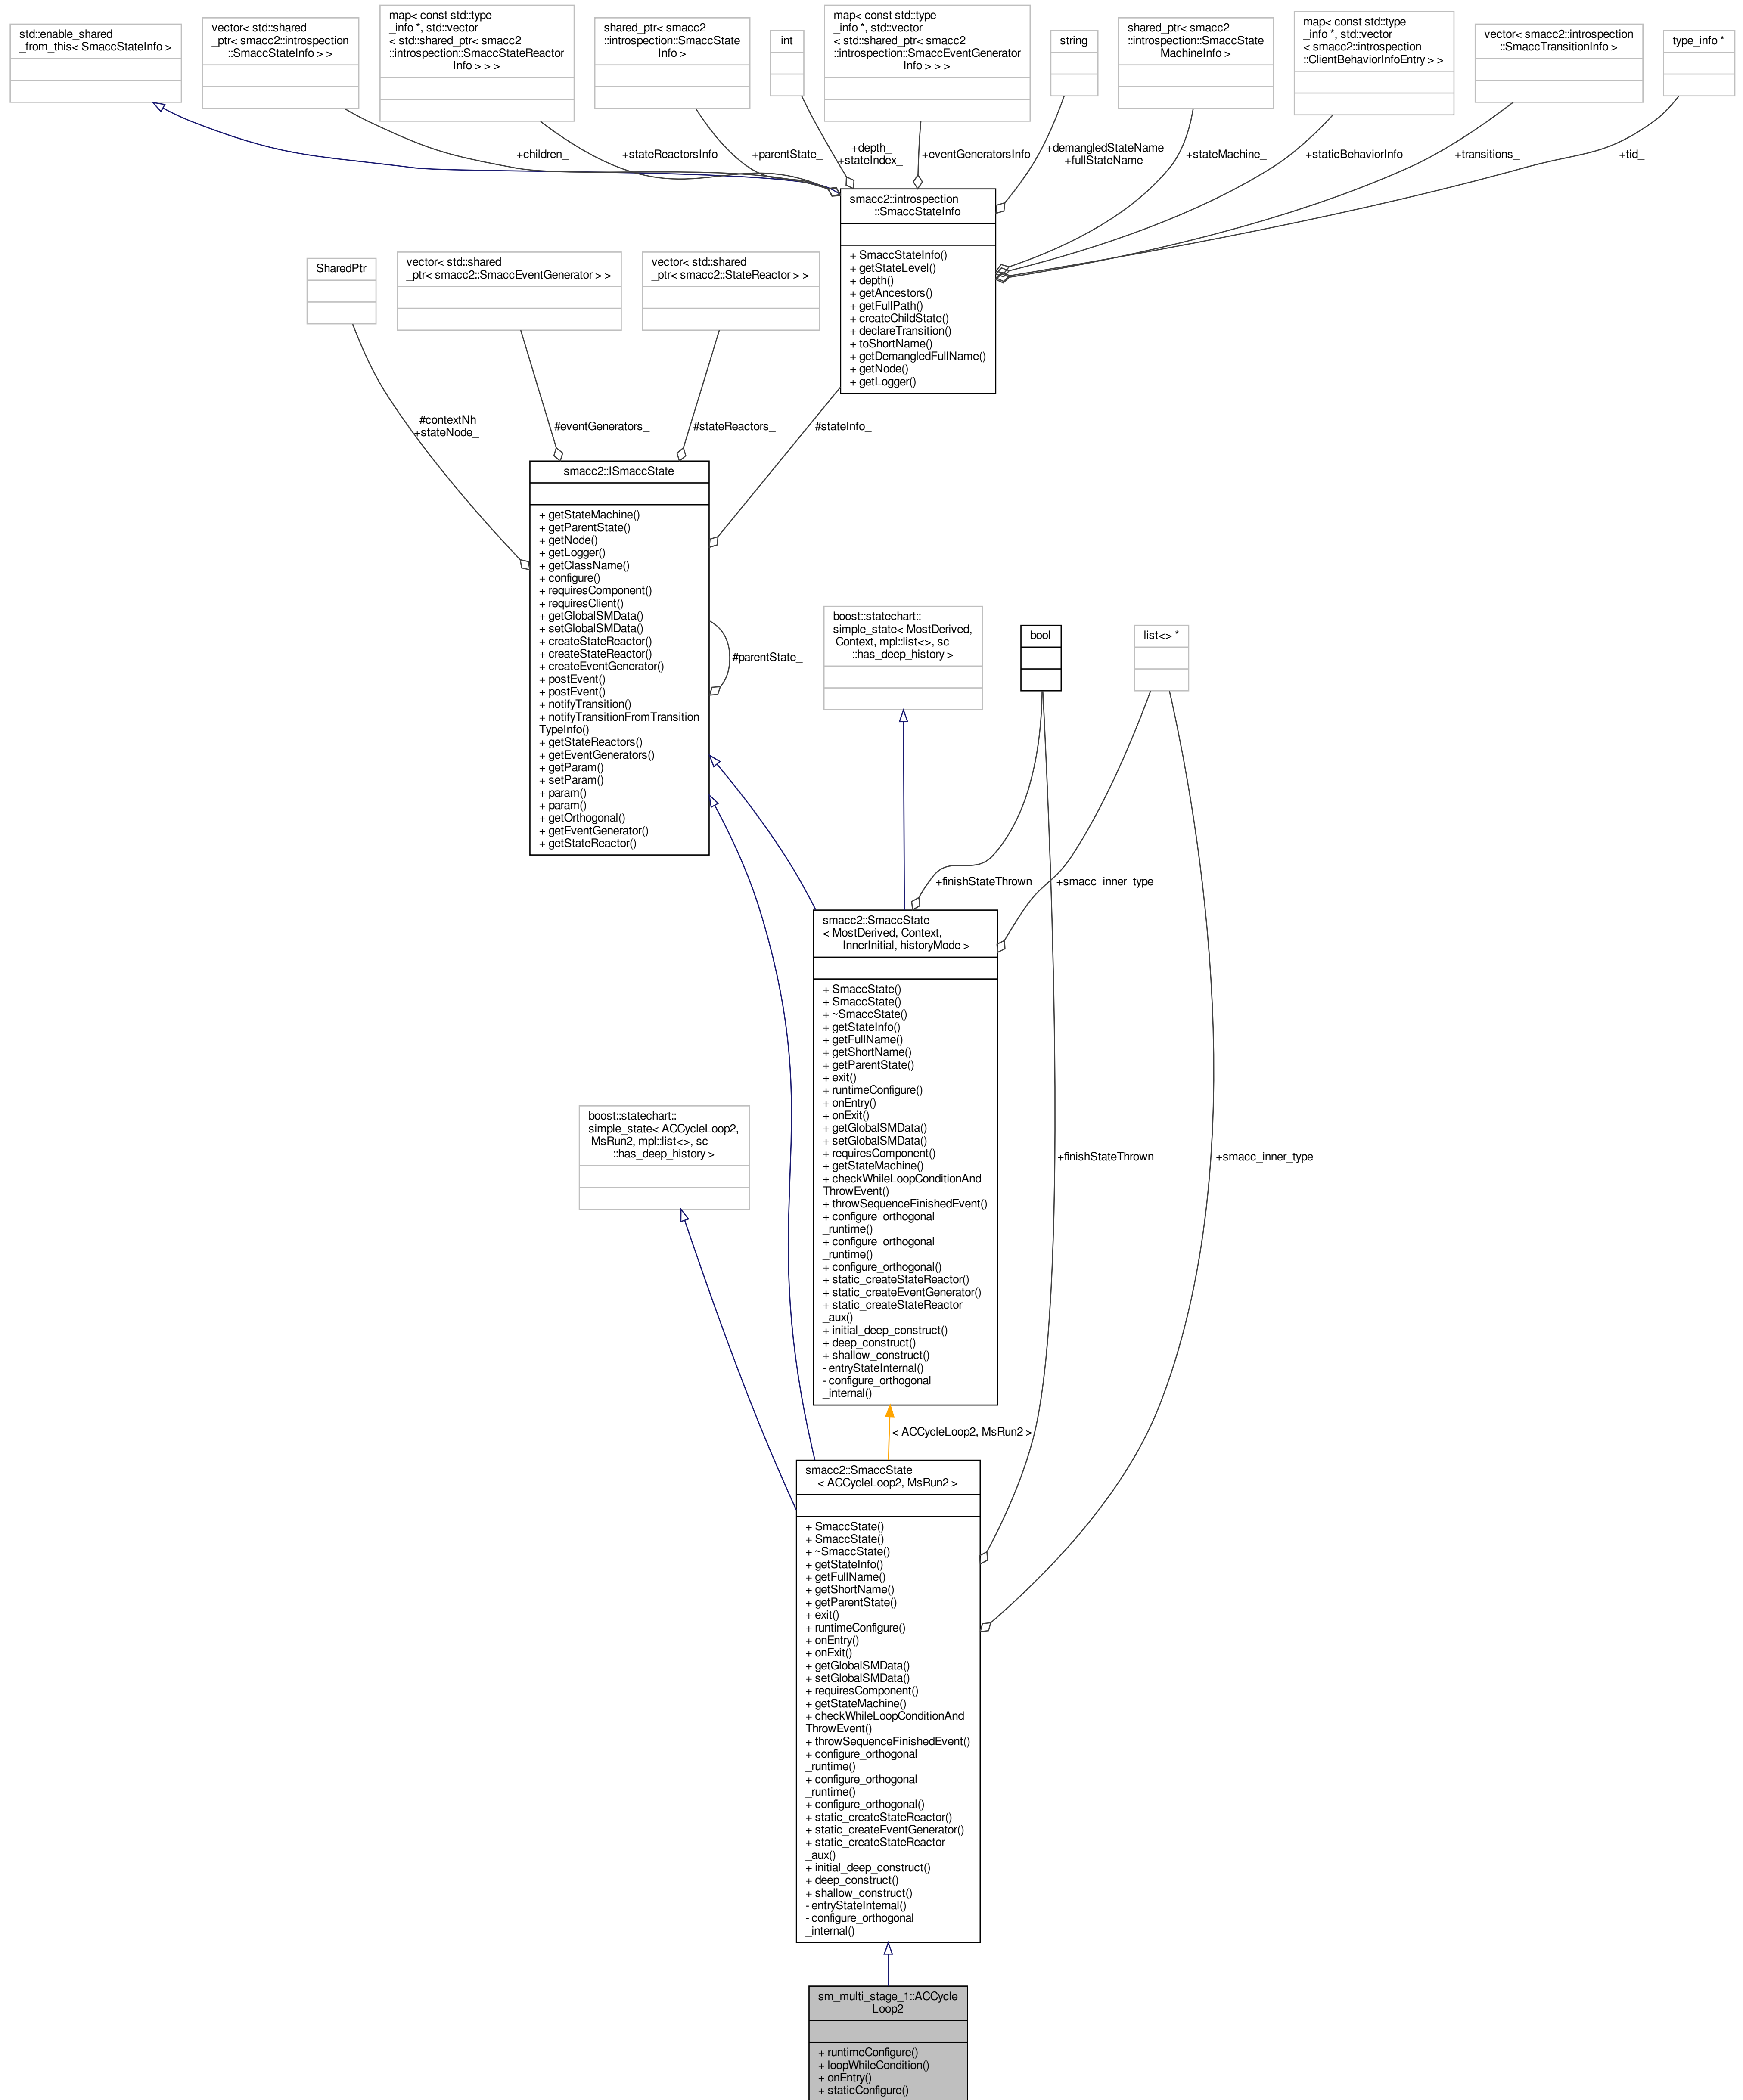 std::enable_shared
_from_this< SmaccStateInfo >
vector< std::shared
_ptr< smacc2::introspection
::SmaccStateInfo > >
map< const std::type
_info *, std::vector
< std::shared_ptr< smacc2
::introspection::SmaccStateReactor
Info > > >
shared_ptr< smacc2
::introspection::SmaccState
Info >
int
map< const std::type
_info *, std::vector
< std::shared_ptr< smacc2
::introspection::SmaccEventGenerator
Info > > >
string
shared_ptr< smacc2
::introspection::SmaccState
MachineInfo >
map< const std::type
_info *, std::vector
< smacc2::introspection
::ClientBehaviorInfoEntry > >
vector< smacc2::introspection
::SmaccTransitionInfo >
type_info *
+children_
+stateReactorsInfo
+parentState_
+depth_
+stateIndex_
+eventGeneratorsInfo
+demangledStateName
+fullStateName
+stateMachine_
+staticBehaviorInfo
+transitions_
+tid_
smacc2::introspection
::SmaccStateInfo
+ SmaccStateInfo()
+ getStateLevel()
+ depth()
+ getAncestors()
+ getFullPath()
+ createChildState()
+ declareTransition()
+ toShortName()
+ getDemangledFullName()
+ getNode()
+ getLogger()
SharedPtr
vector< std::shared
_ptr< smacc2::SmaccEventGenerator > >
vector< std::shared
_ptr< smacc2::StateReactor > >
#contextNh
+stateNode_
#eventGenerators_
#stateReactors_
#stateInfo_
smacc2::ISmaccState
+ getStateMachine()
+ getParentState()
+ getNode()
+ getLogger()
+ getClassName()
+ configure()
+ requiresComponent()
+ requiresClient()
+ getGlobalSMData()
+ setGlobalSMData()
+ createStateReactor()
+ createStateReactor()
+ createEventGenerator()
+ postEvent()
+ postEvent()
+ notifyTransition()
+ notifyTransitionFromTransition
TypeInfo()
+ getStateReactors()
+ getEventGenerators()
+ getParam()
+ setParam()
+ param()
+ param()
+ getOrthogonal()
+ getEventGenerator()
+ getStateReactor()
#parentState_
boost::statechart::
simple_state< MostDerived,
Context, mpl::list<>, sc
::has_deep_history >
bool
list<> *
+finishStateThrown
+smacc_inner_type
smacc2::SmaccState
< MostDerived, Context,
InnerInitial, historyMode >
+ SmaccState()
+ SmaccState()
+ ~SmaccState()
+ getStateInfo()
+ getFullName()
+ getShortName()
+ getParentState()
+ exit()
+ runtimeConfigure()
+ onEntry()
+ onExit()
+ getGlobalSMData()
+ setGlobalSMData()
+ requiresComponent()
+ getStateMachine()
+ checkWhileLoopConditionAnd
ThrowEvent()
+ throwSequenceFinishedEvent()
+ configure_orthogonal
_runtime()
+ configure_orthogonal
_runtime()
+ configure_orthogonal()
+ static_createStateReactor()
+ static_createEventGenerator()
+ static_createStateReactor
_aux()
+ initial_deep_construct()
+ deep_construct()
+ shallow_construct()
- entryStateInternal()
- configure_orthogonal
_internal()
boost::statechart::
simple_state< ACCycleLoop2,
MsRun2, mpl::list<>, sc
::has_deep_history >
+finishStateThrown
+smacc_inner_type
< ACCycleLoop2, MsRun2 >
smacc2::SmaccState
< ACCycleLoop2, MsRun2 >
+ SmaccState()
+ SmaccState()
+ ~SmaccState()
+ getStateInfo()
+ getFullName()
+ getShortName()
+ getParentState()
+ exit()
+ runtimeConfigure()
+ onEntry()
+ onExit()
+ getGlobalSMData()
+ setGlobalSMData()
+ requiresComponent()
+ getStateMachine()
+ checkWhileLoopConditionAnd
ThrowEvent()
+ throwSequenceFinishedEvent()
+ configure_orthogonal
_runtime()
+ configure_orthogonal
_runtime()
+ configure_orthogonal()
+ static_createStateReactor()
+ static_createEventGenerator()
+ static_createStateReactor
_aux()
+ initial_deep_construct()
+ deep_construct()
+ shallow_construct()
- entryStateInternal()
- configure_orthogonal
_internal()
sm_multi_stage_1::ACCycle
Loop2
+ runtimeConfigure()
+ loopWhileCondition()
+ onEntry()
+ staticConfigure()